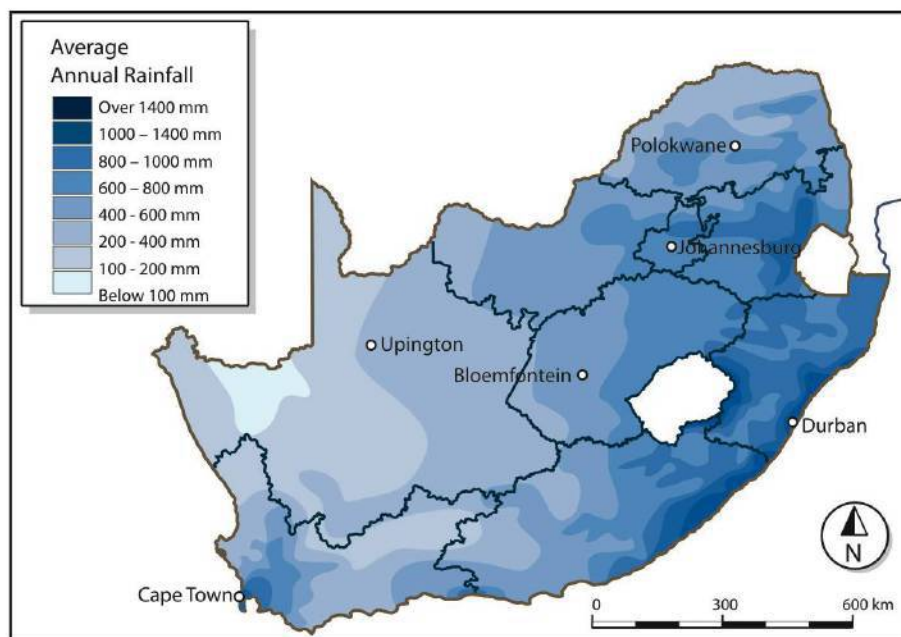 Average
Annual Rainfall
Over 1400 mm
1000 – 1400 mm
800 – 1000 mm
600 – 800 mm
400 – 600 mm
200 - 400 mm
100 - 200 mm
Below 100 mm
Polokwane
Johannesburg
Upington
Bloemfontein
Durban
Cape Town
N
0 300 600 km